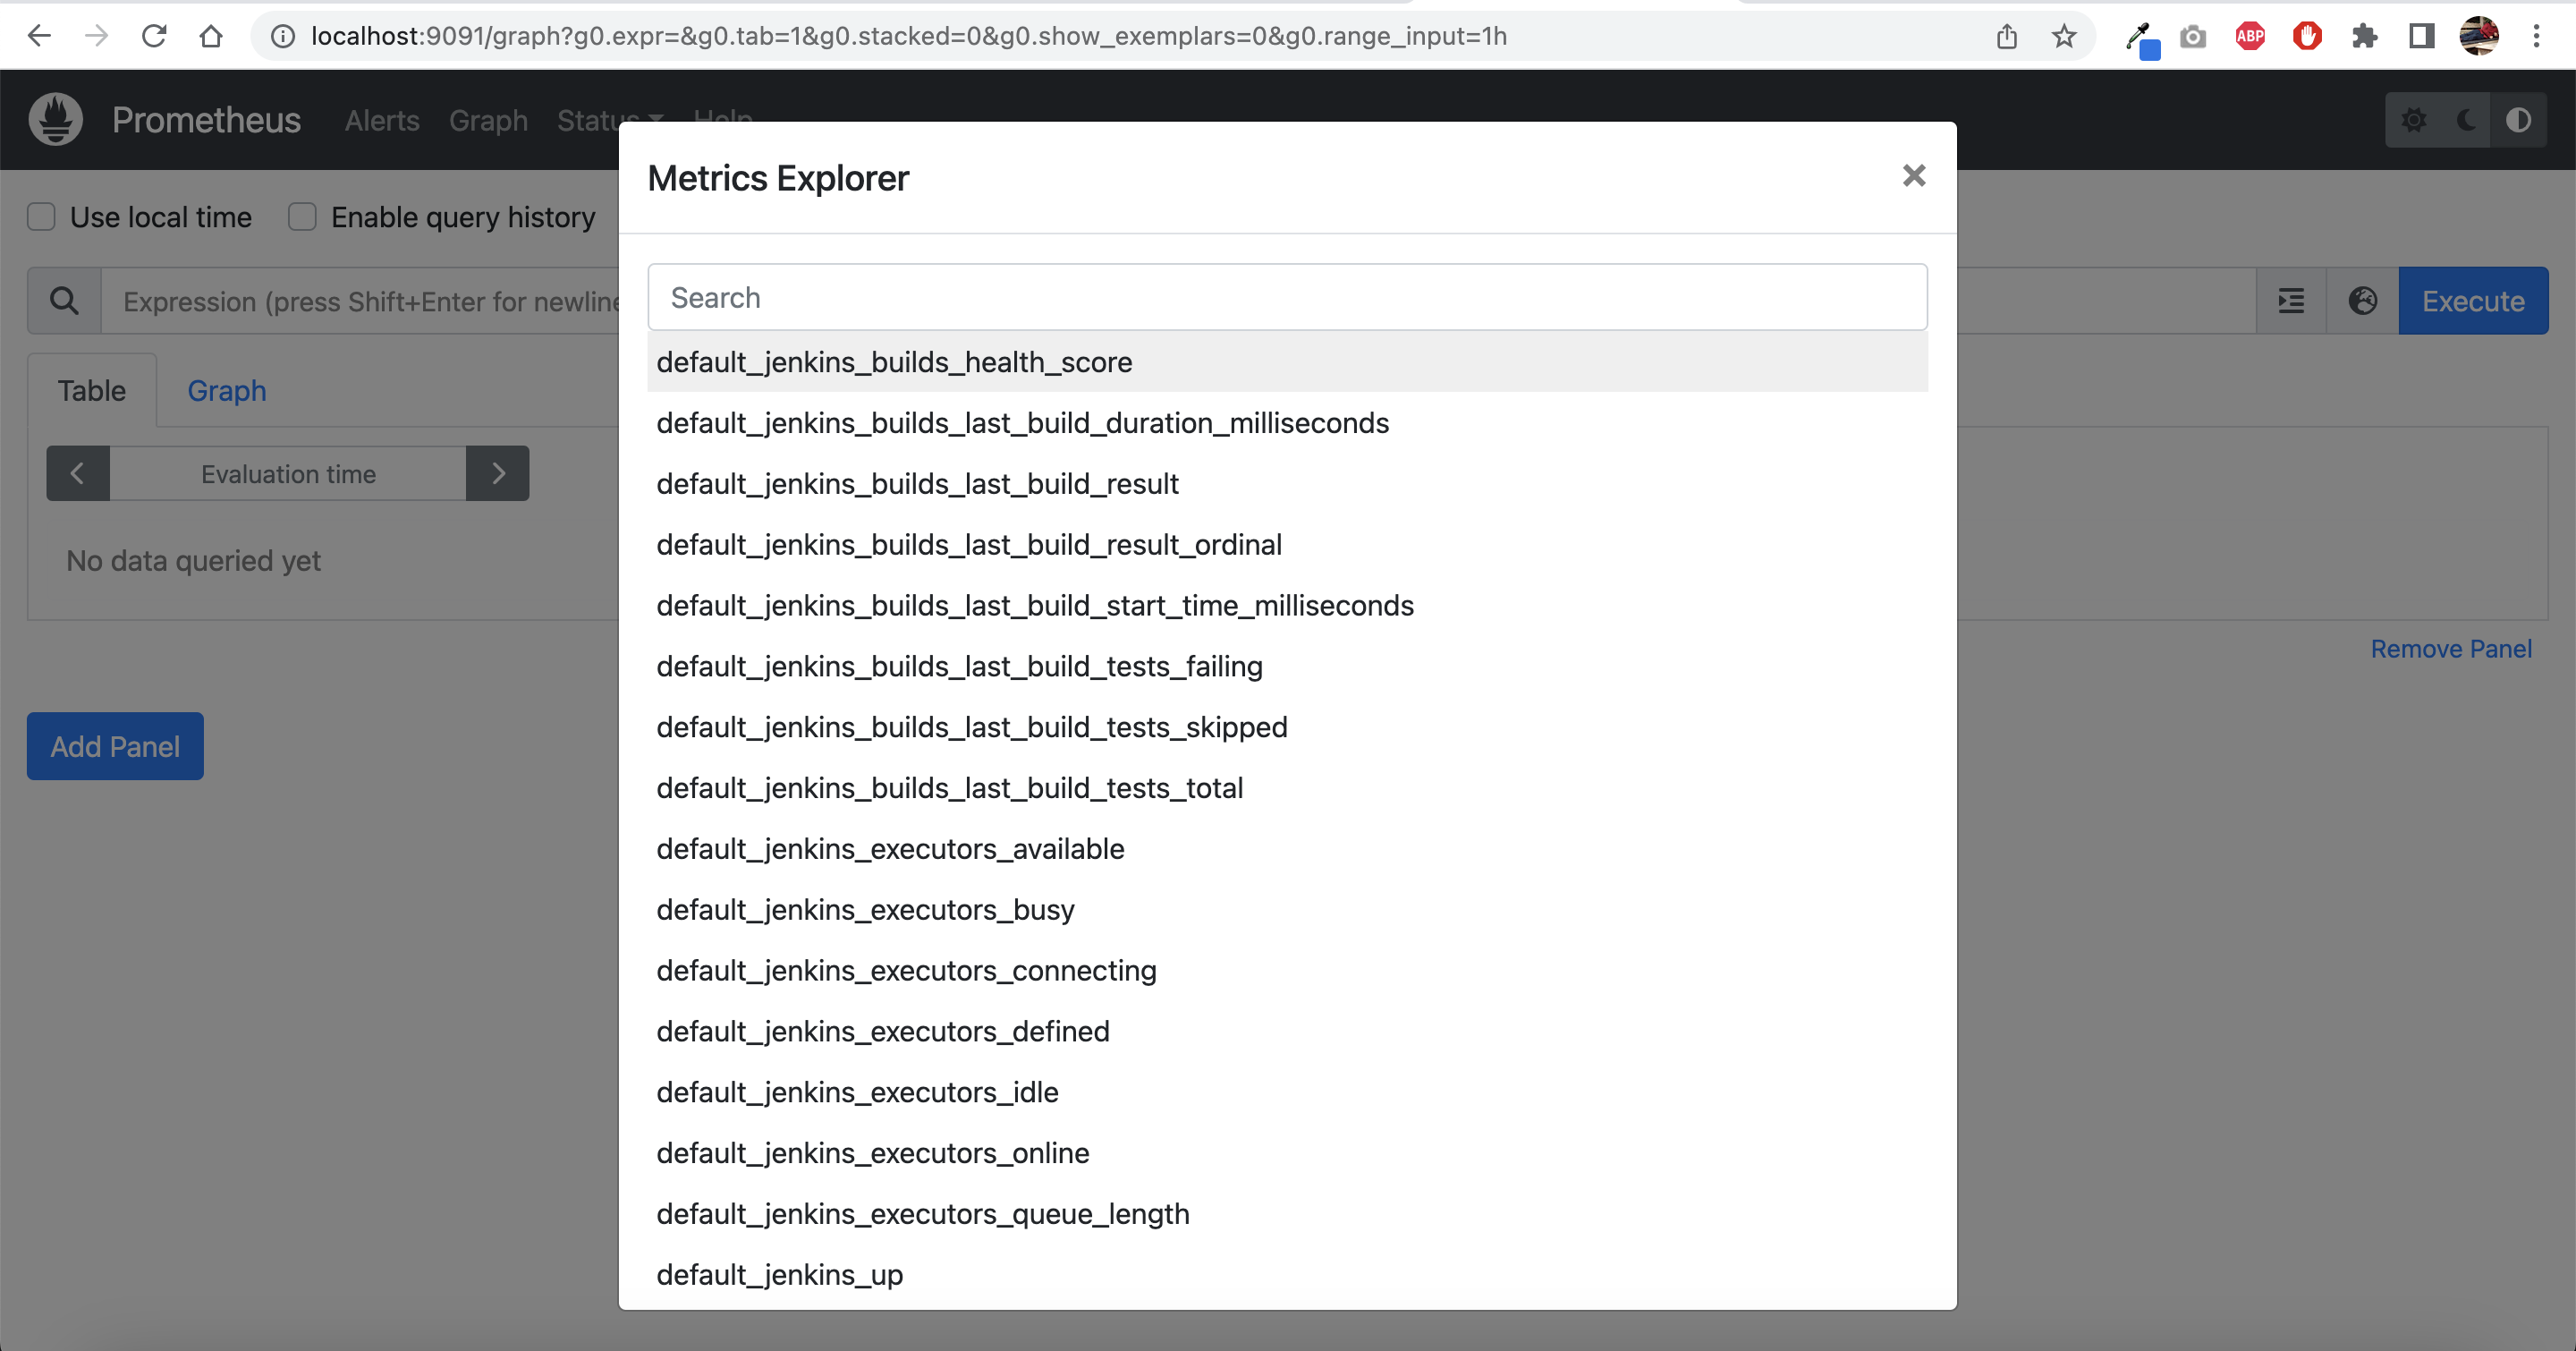 localhost:9091/graph?g0.expr=&g0.tab=1&g0.stacked=0&g0.show_exemplars=0&g0.range_input=1h
ABP
Prometheus Alerts Graph Status Help
Metrics Explorer
Use local time Enable query history
Search
Expression (press Shift+Enter for newline
Execute
default_jenkins_builds_health_score
Table Graph
default_jenkins_builds_last_build_duration_milliseconds
Evaluation time
default_jenkins_builds_last_build_result
default_jenkins_builds_last_build_result_ordinal
No data queried yet
default_jenkins_builds_last_build_start_time_milliseconds
Remove Panel
default_jenkins_builds_last_build_tests_failing
default_jenkins_builds_last_build_tests_skipped
Add Panel
default_jenkins_builds_last_build_tests_total
default_jenkins_executors_available
default_jenkins_executors_busy
default_jenkins_executors_connecting
default_jenkins_executors_defined
default_jenkins_executors_idle
default_jenkins_executors_online
default_jenkins_executors_queue_length
default_jenkins_up